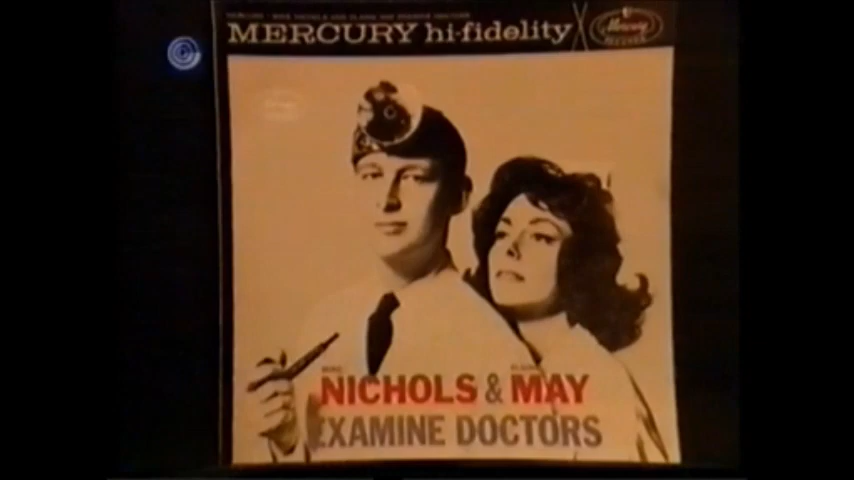 MERCURY hi-fidelity
Mercury
NICHOLS & MAY
EXAMINE DOCTORS